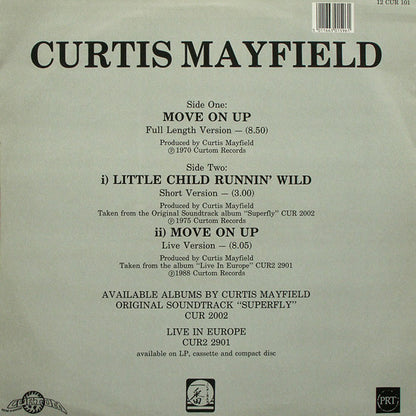 12 CUR 101
CURTIS MAYFIELD
Side One:
MOVE ON UP
Full Length Version — (8.50)
Produced by Curtis Mayfield
℗ 1970 Curtom Records
Side Two:
i) LITTLE CHILD RUNNIN' WILD
Short Version — (3.00)
Produced by Curtis Mayfield
Taken from the Original Soundtrack album "Superfly" CUR 2002
℗ 1975 Curtom Records
ii) MOVE ON UP
Live Version — (8.05)
Produced by Curtis Mayfield
Taken from the album "Live In Europe" CUR2 2901
℗ 1988 Curtom Records
AVAILABLE ALBUMS BY CURTIS MAYFIELD
ORIGINAL SOUNDTRACK "SUPERFLY"
CUR 2002
LIVE IN EUROPE
CUR2 2901
available on LP, cassette and compact disc
PRT